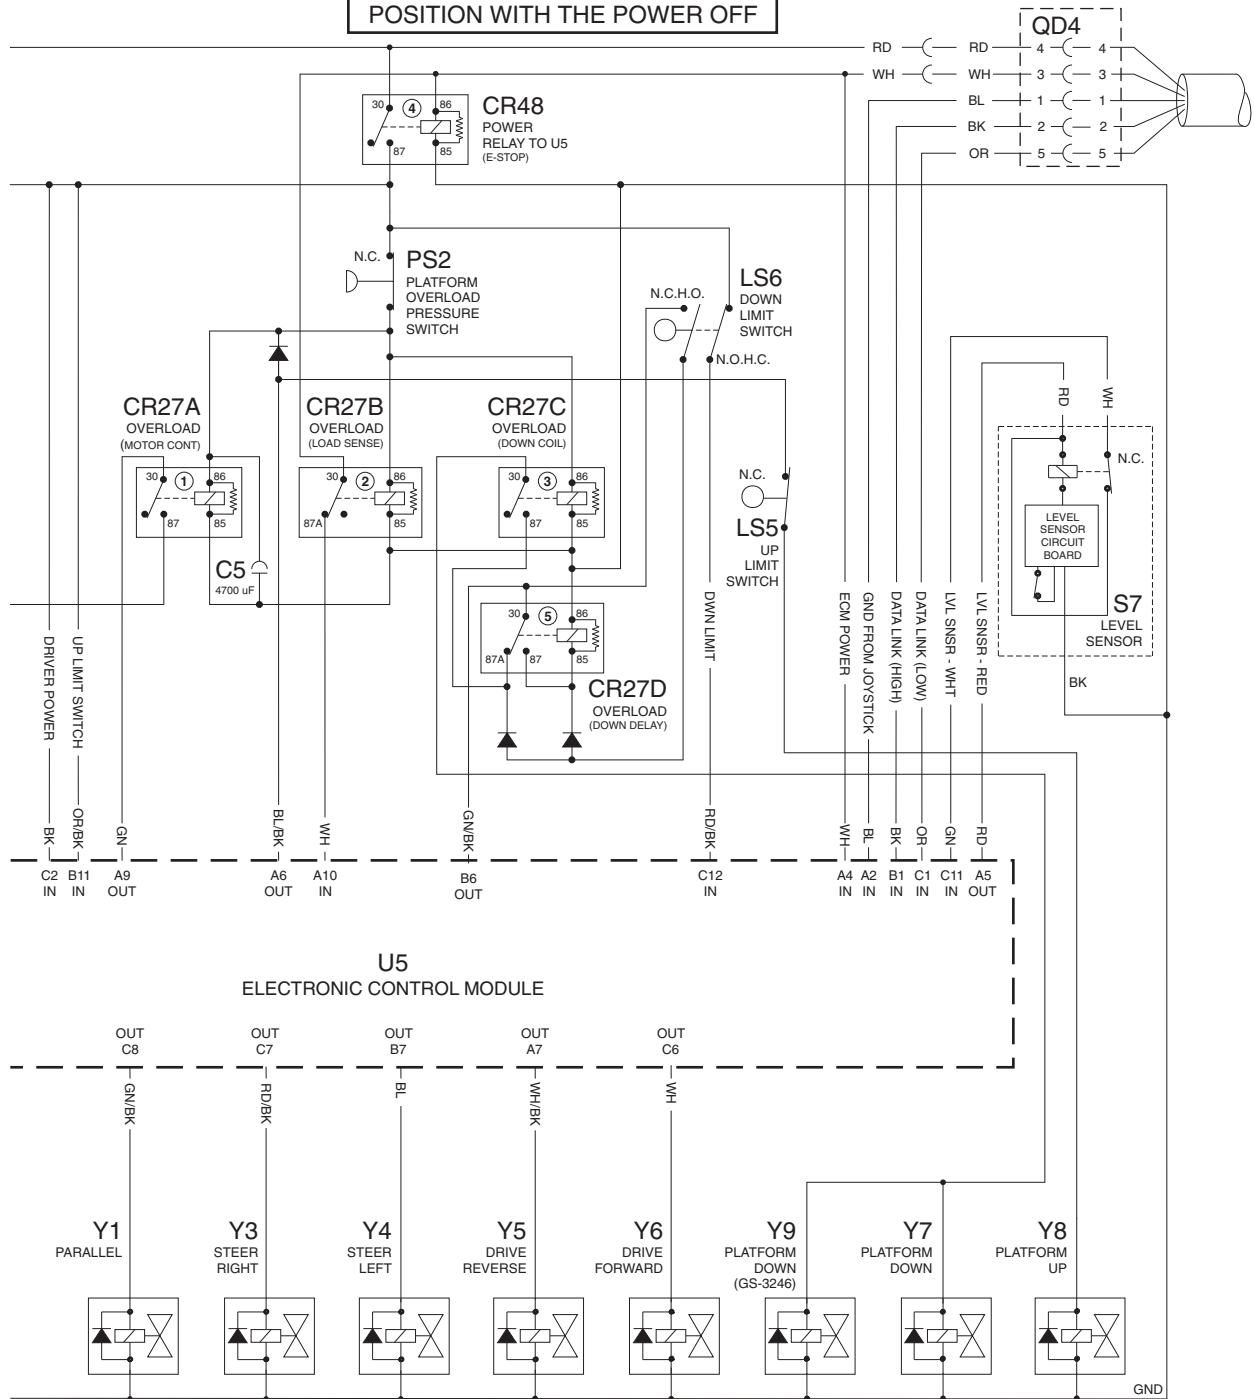 POSITION WITH THE POWER OFF
QD4
RD RD 4 4
WH WH 3 3
BL 1 1
BK 2 2
OR 5 5
30 4 86
87 85
CR48
POWER
RELAY TO U5
(E-STOP)
N.C.
PS2
PLATFORM
OVERLOAD
PRESSURE
SWITCH
N.C.H.O.
LS6
DOWN
LIMIT
SWITCH
N.O.H.C.
CR27A
OVERLOAD
(MOTOR CONT)
30 1 86
87 85
CR27B
OVERLOAD
(LOAD SENSE)
30 2 86
87A 85
CR27C
OVERLOAD
(DOWN COIL)
30 3 86
87 85
C5
4700 uF
N.C.
LS5
UP
LIMIT
SWITCH
30 5 86
87A 87 85
CR27D
OVERLOAD
(DOWN DELAY)
RD
WH
N.C.
LEVEL
SENSOR
CIRCUIT
BOARD
S7
LEVEL
SENSOR
BK
DRIVER POWER
UP LIMIT SWITCH
DWN LIMIT
ECM POWER
GND FROM JOYSTICK
DATA LINK (HIGH)
DATA LINK (LOW)
LVL SNSR - WHT
LVL SNSR - RED
BK
OR/BK
GN
BL/BK
WH
GN/BK
RD/BK
WH
BL
BK
OR
GN
RD
C2
IN
B11
IN
A9
OUT
A6
OUT
A10
IN
B6
OUT
C12
IN
A4
IN
A2
IN
B1
IN
C1
IN
C11
IN
A5
OUT
U5
ELECTRONIC CONTROL MODULE
OUT
C8
OUT
C7
OUT
B7
OUT
A7
OUT
C6
GN/BK
RD/BK
BL
WH/BK
WH
Y1
PARALLEL
Y3
STEER
RIGHT
Y4
STEER
LEFT
Y5
DRIVE
REVERSE
Y6
DRIVE
FORWARD
Y9
PLATFORM
DOWN
(GS-3246)
Y7
PLATFORM
DOWN
Y8
PLATFORM
UP
GND